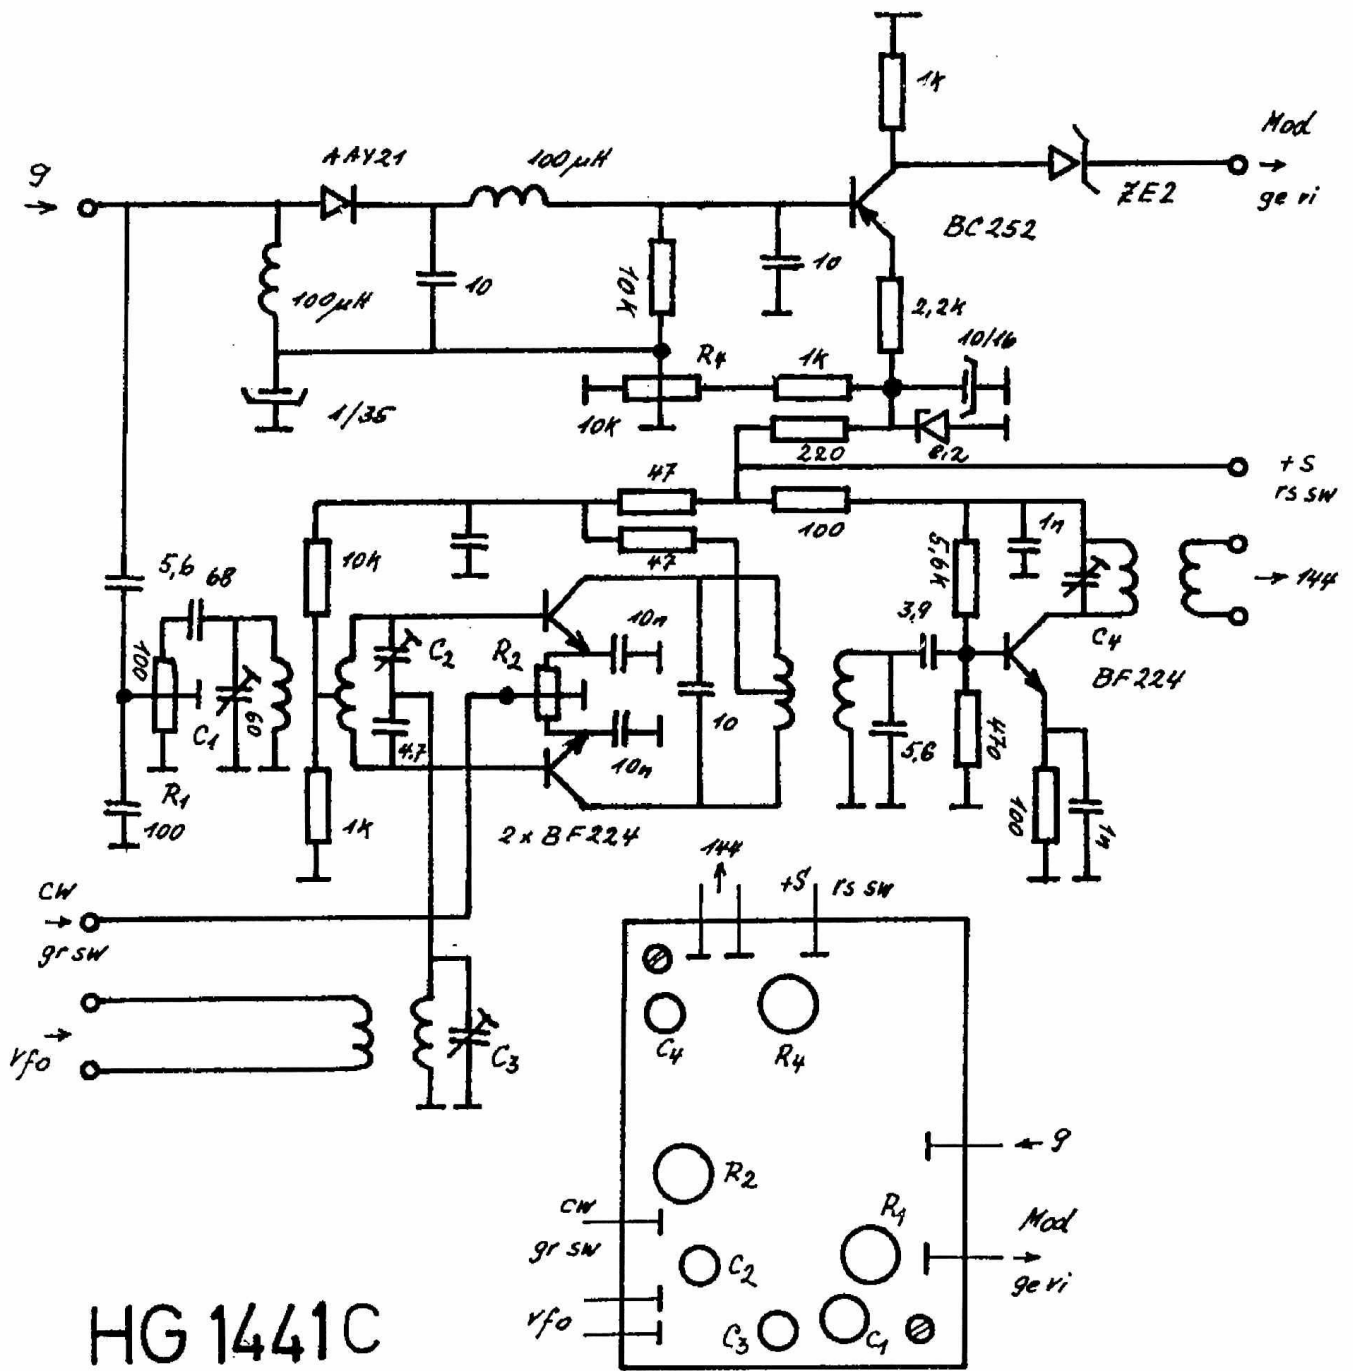 1k
Mod
→
ge vi
ZE2
9
→
AAY21
100µH
BC252
100µH
10
10k
10
2,2k
10/16
R4
1k
1/35
10k
220
8,2
47
+S
rs sw
100
1n
47
5,6
68
10k
5,6k
→ 144
3,9
C4
BF224
C2
R2
10n
100
C1
60
4.7
10n
10
5,6
470
R1
100
1k
2x BF224
100
1n
144
+S
rs sw
cw
→
gr sw
C4
R4
→
vfo
C3
← 9
R2
cw
gr sw
R1
Mod
→
ge vi
C2
vfo
C3
C1
HG 1441C